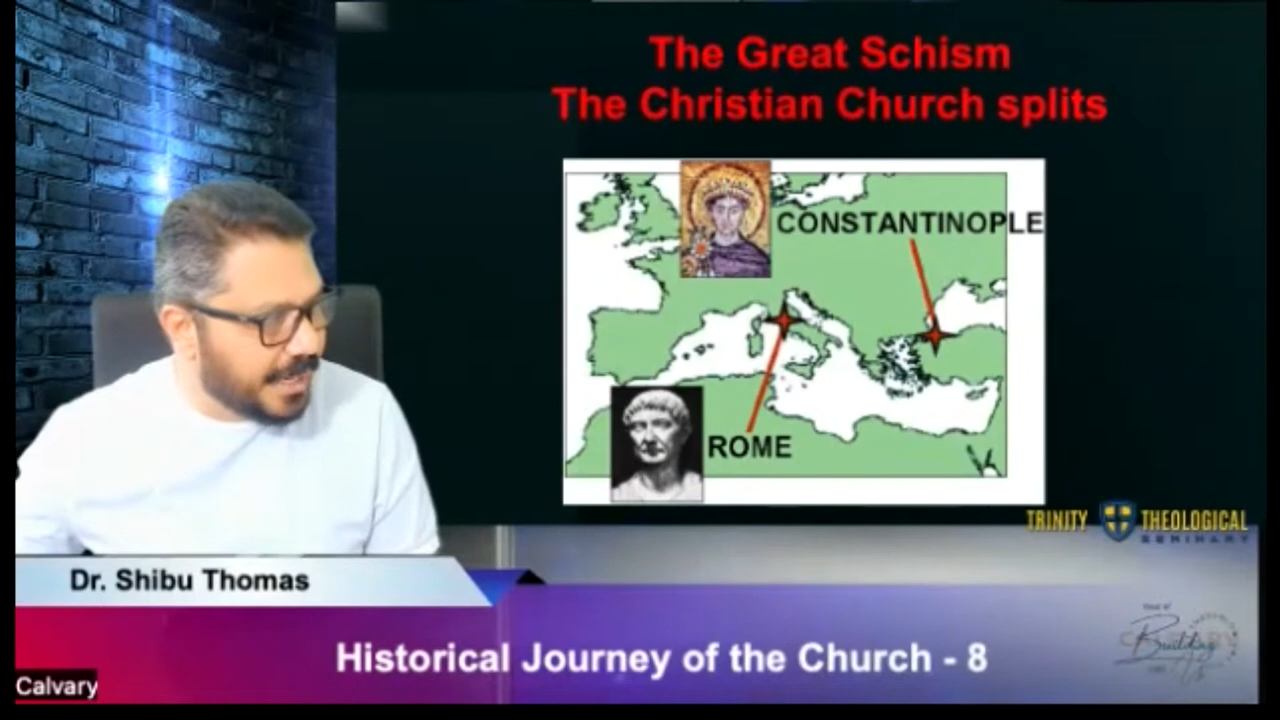 The Great Schism
The Christian Church splits
CONSTANTINOPLE
ROME
TRINITY THEOLOGICAL
SEMINARY
Dr. Shibu Thomas
Building
Historical Journey of the Church - 8
Calvary